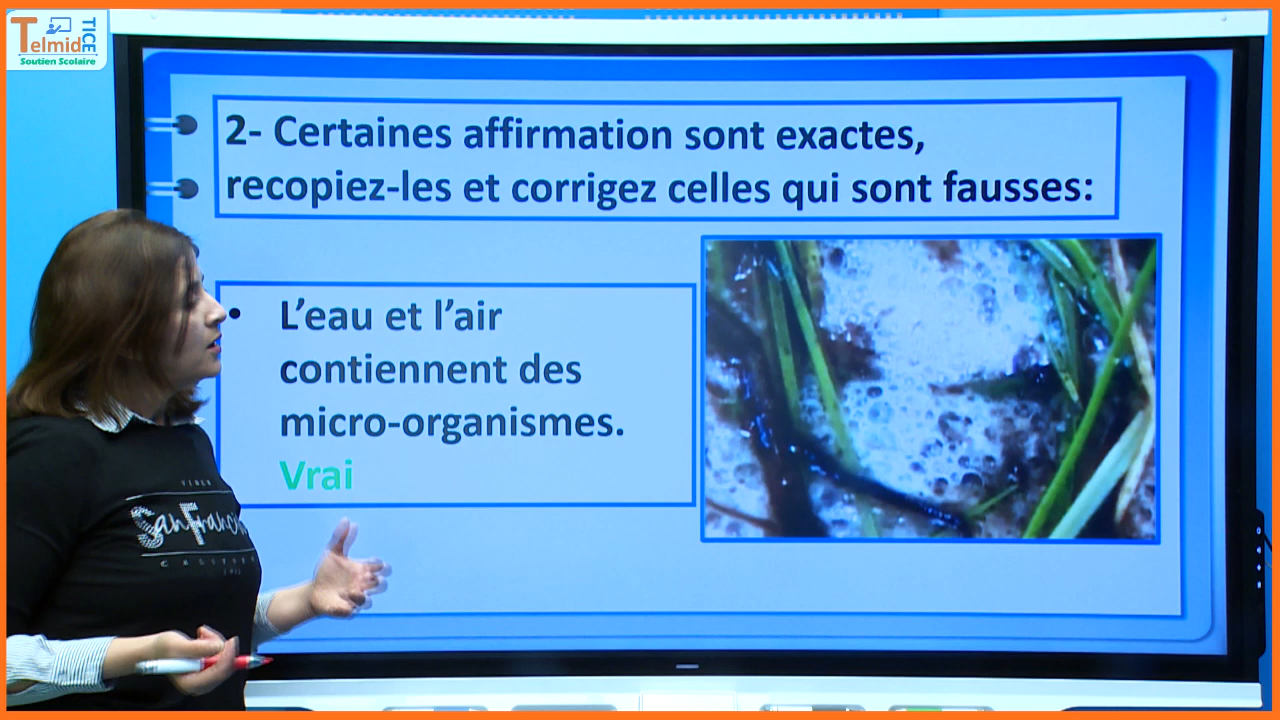 Telmid TICE
Soutien Scolaire
2- Certaines affirmation sont exactes,
recopiez-les et corrigez celles qui sont fausses:
• L’eau et l’air
contiennent des
micro-organismes.
Vrai